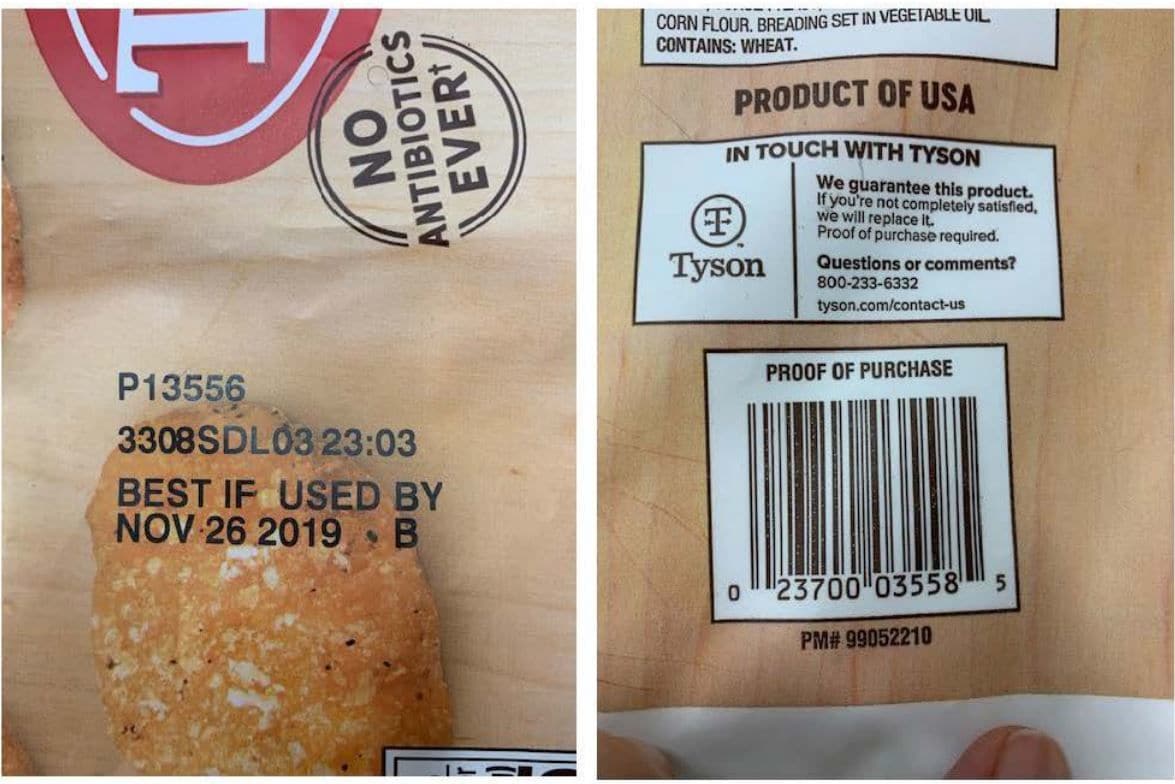 T
NO
ANTIBIOTICS
EVER†
P13556
3308SDL03 23:03
BEST IF USED BY
NOV 26 2019 • B
CORN FLOUR. BREADING SET IN VEGETABLE OIL.
CONTAINS: WHEAT.
PRODUCT OF USA
IN TOUCH WITH TYSON
T
Tyson
We guarantee this product.
If you're not completely satisfied,
we will replace it.
Proof of purchase required.
Questions or comments?
800-233-6332
tyson.com/contact-us
PROOF OF PURCHASE
0 23700 03558 5
PM# 99052210